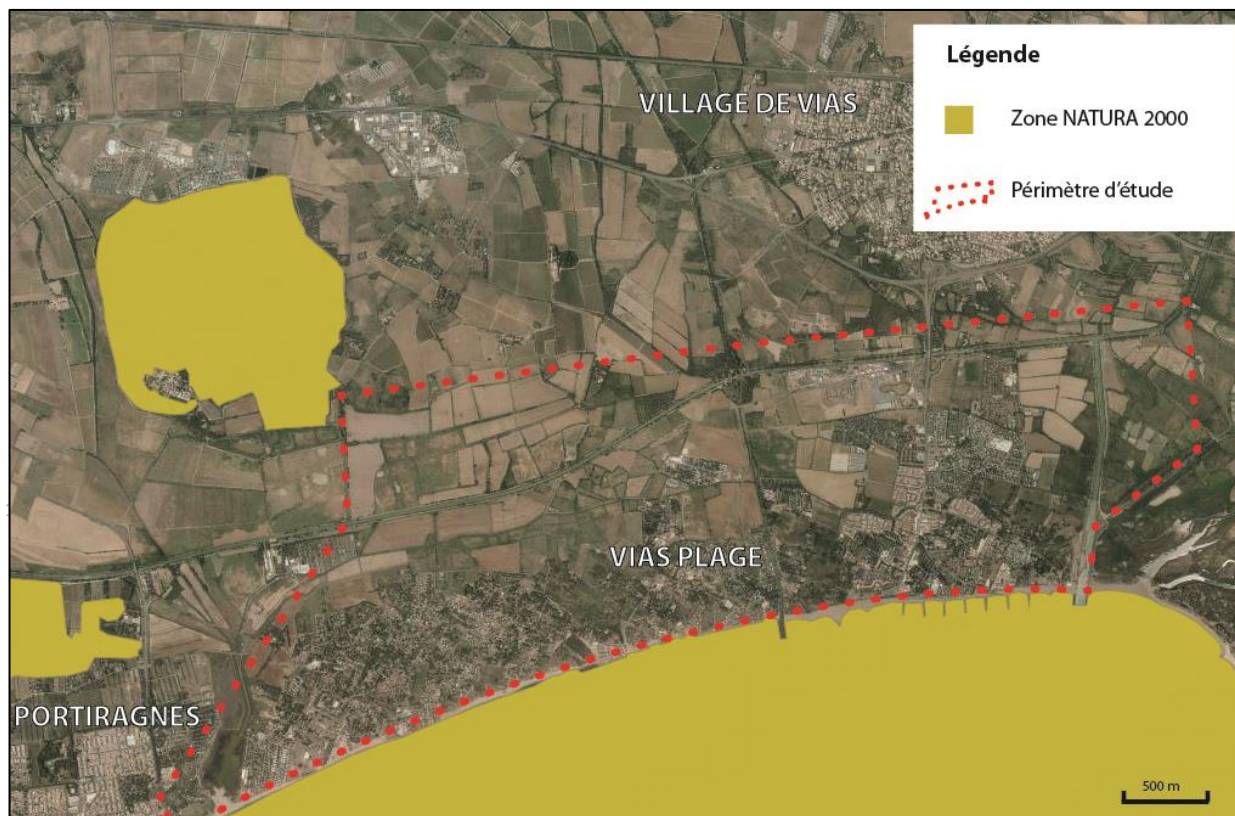 Légende
VILLAGE DE VIAS
Zone NATURA 2000
Périmètre d'étude
VIAS PLAGE
PORTIRAGNES
500 m